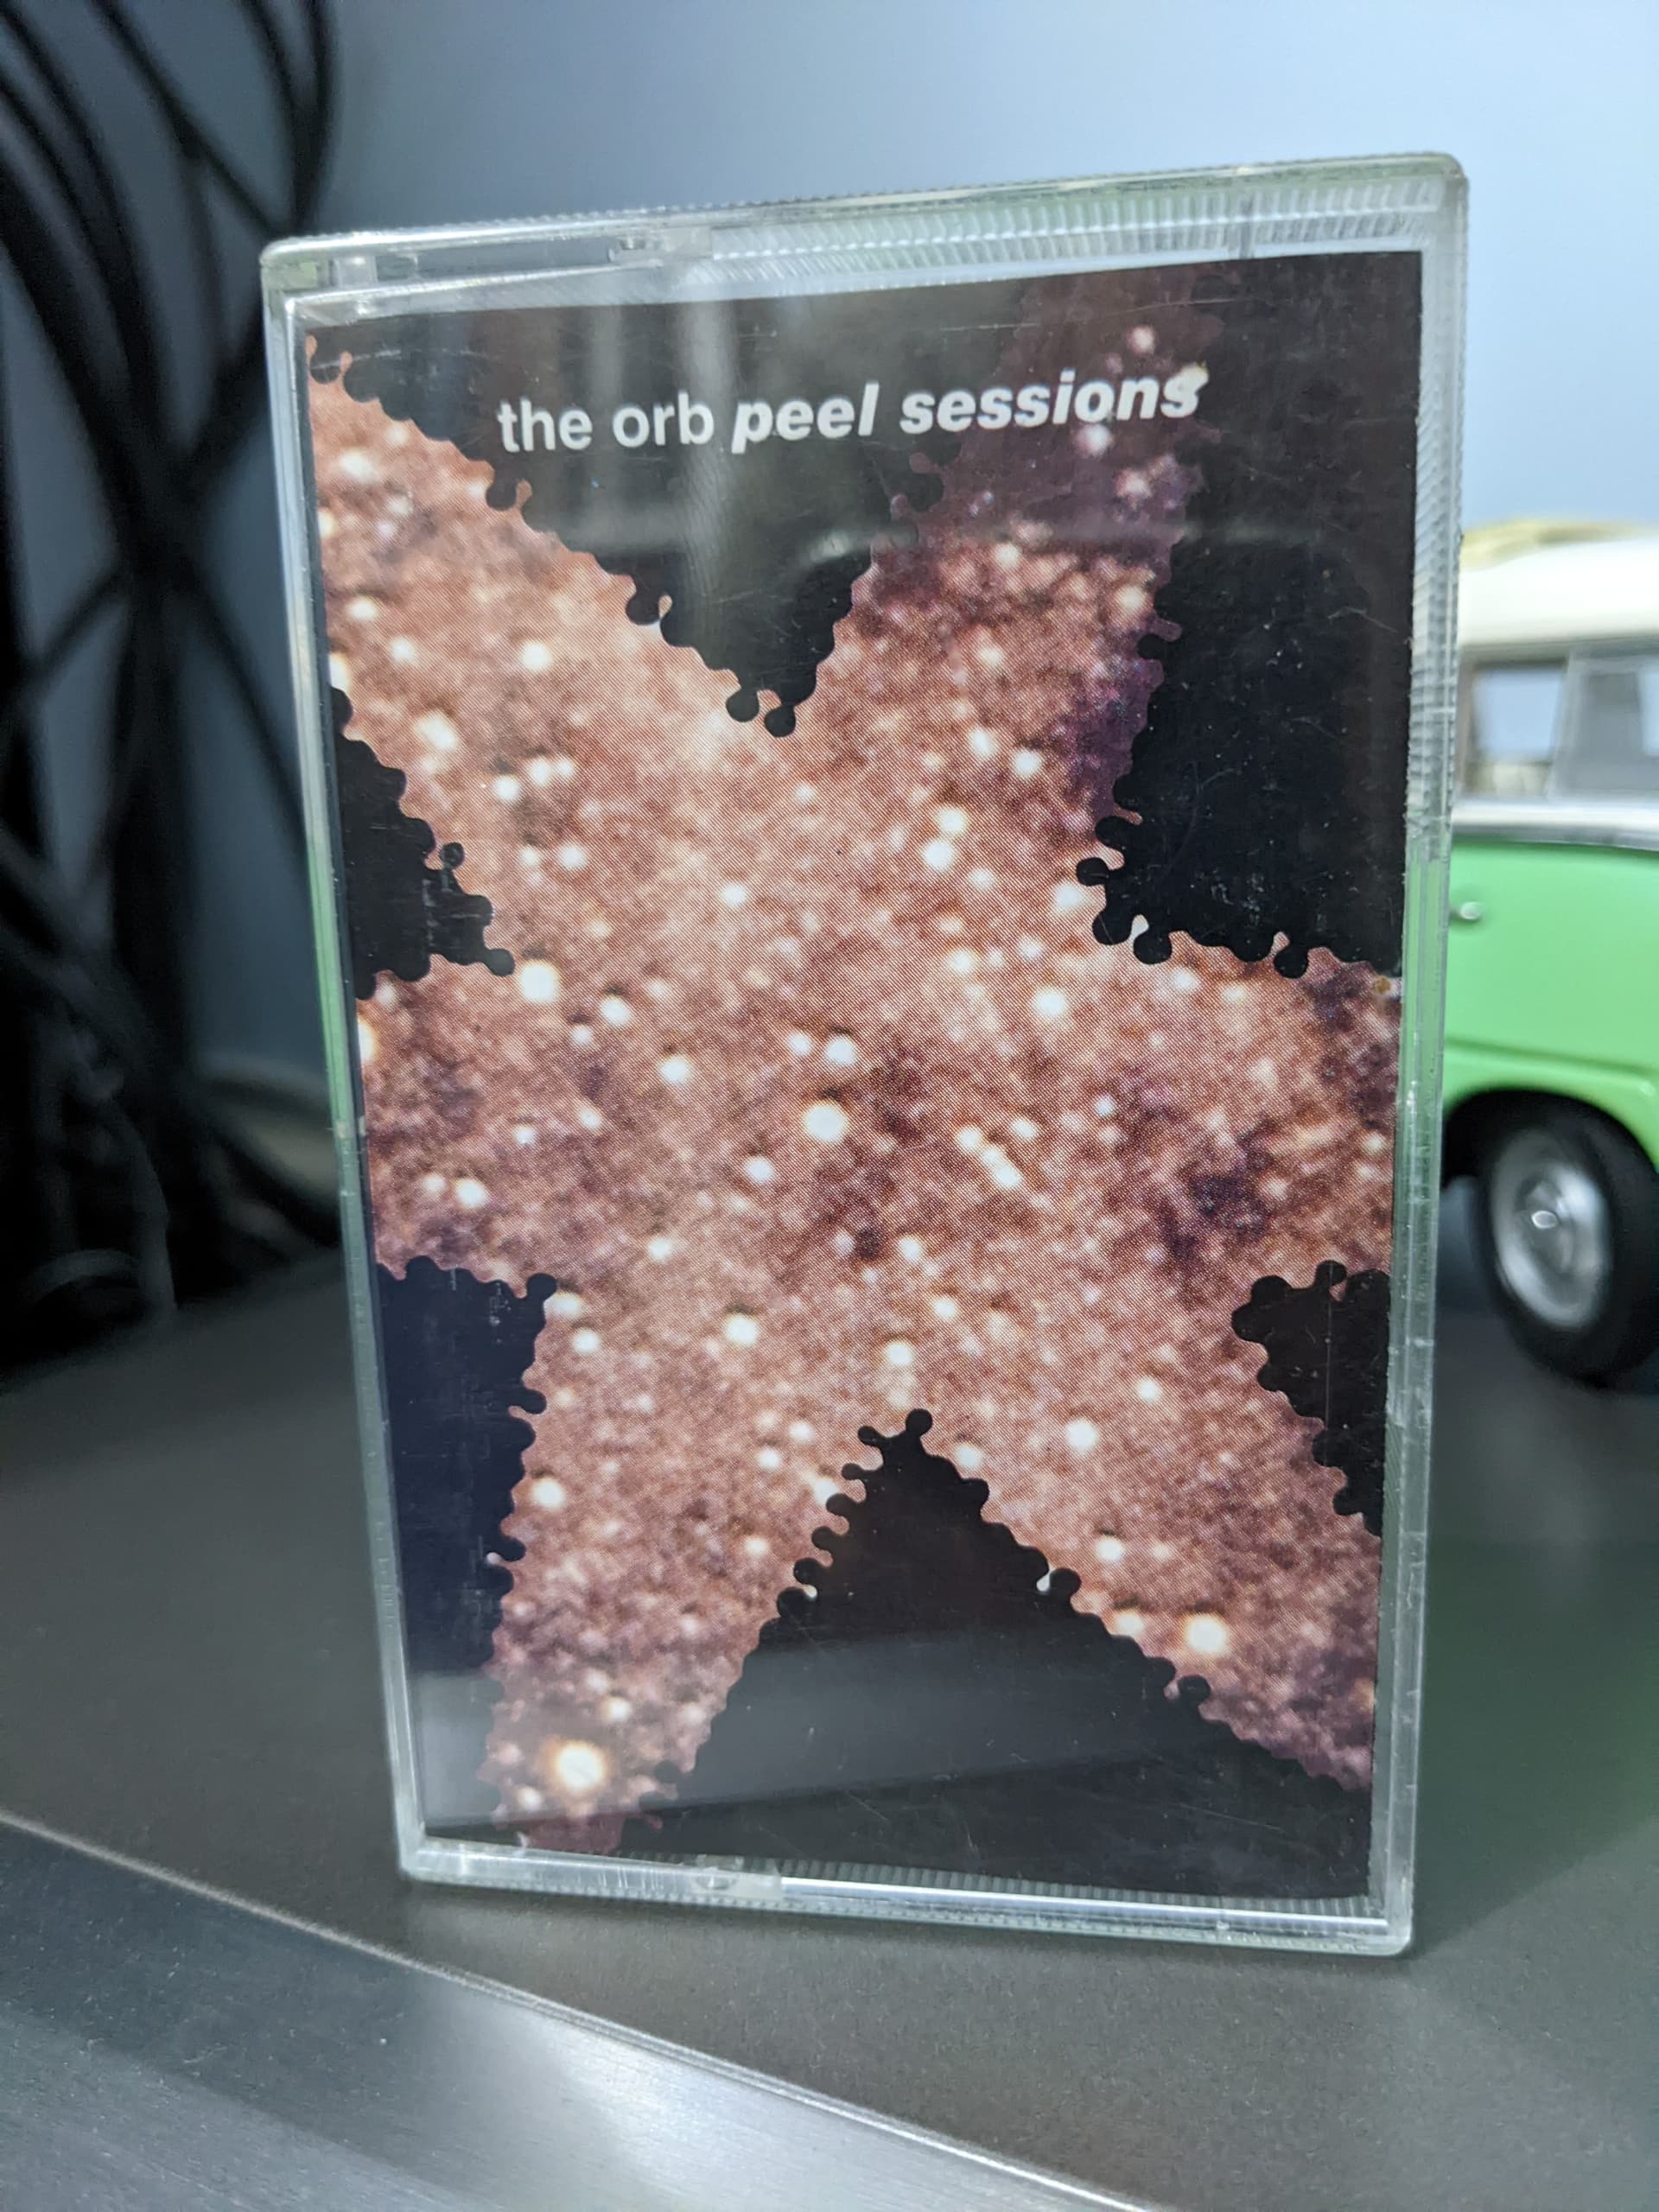 the orb peel sessions